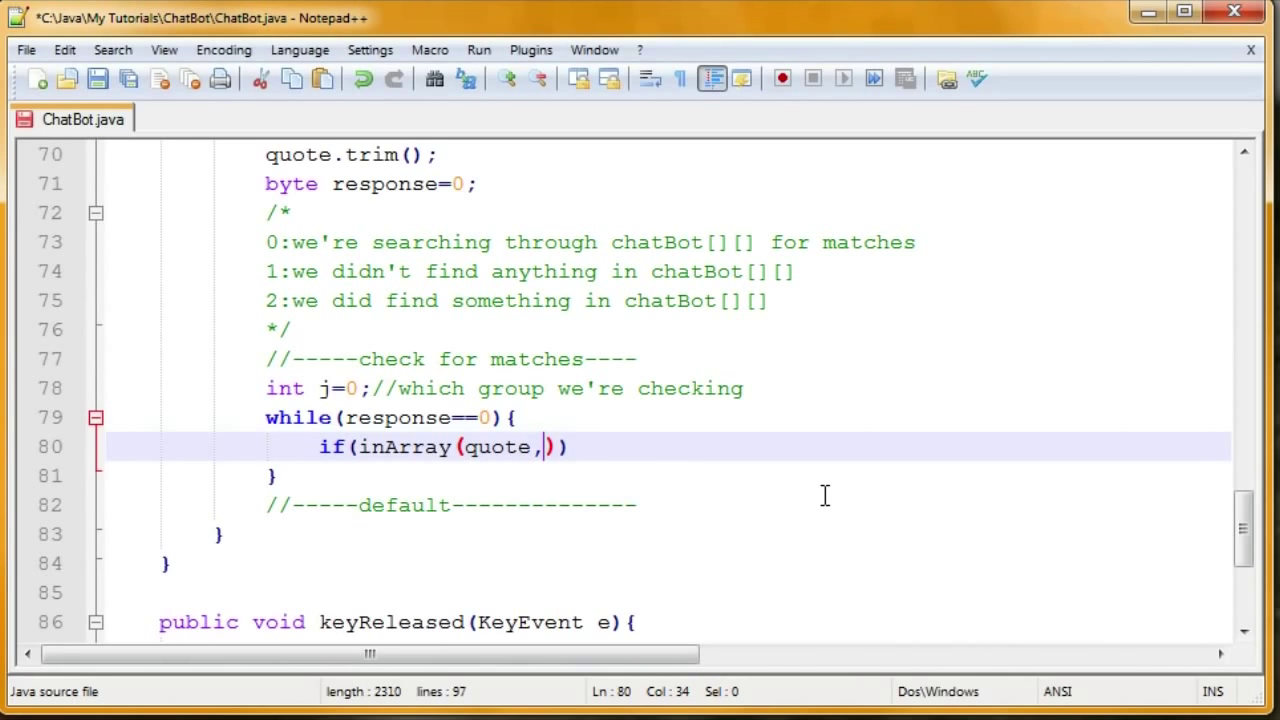 *C:\Java\My Tutorials\ChatBot\ChatBot.java - Notepad++
File Edit Search View Encoding Language Settings Macro Run Plugins Window ? X
ABC
ChatBot.java
70 quote.trim();
71 byte response=0;
72 /*
73 0:we're searching through chatBot[][] for matches
74 1:we didn't find anything in chatBot[][]
75 2:we did find something in chatBot[][]
76 */
77 //-----check for matches----
78 int j=0;//which group we're checking
79 while(response==0){
80 if(inArray(quote,))
81 }
82 //-----default--------------
83 }
84 }
85
86 public void keyReleased(KeyEvent e){
Java source file length : 2310 lines : 97 Ln : 80 Col : 34 Sel : 0 Dos\Windows ANSI INS